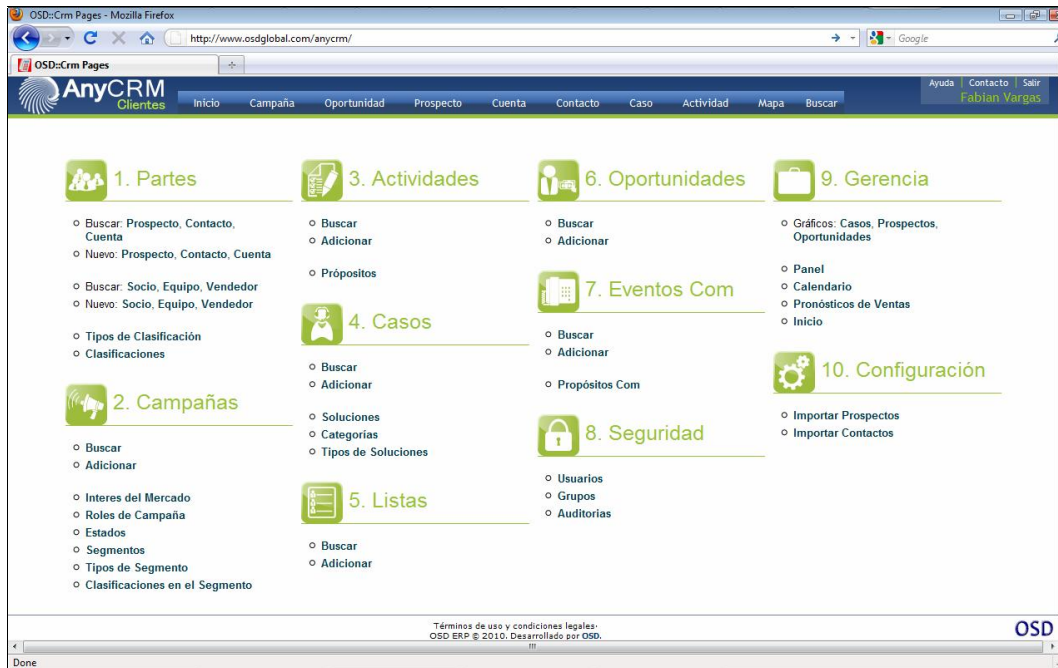 OSD::Crm Pages - Mozilla Firefox
http://www.osdglobal.com/anycrm/
Google
OSD::Crm Pages
AnyCRM
Clientes
Inicio Campaña Oportunidad Prospecto Cuenta Contacto Caso Actividad Mapa Buscar
Ayuda Contacto Salir
Fabian Vargas
1. Partes
Buscar: Prospecto, Contacto,
Cuenta
Nuevo: Prospecto, Contacto, Cuenta
Buscar: Socio, Equipo, Vendedor
Nuevo: Socio, Equipo, Vendedor
Tipos de Clasificación
Clasificaciones
2. Campañas
Buscar
Adicionar
Interes del Mercado
Roles de Campaña
Estados
Segmentos
Tipos de Segmento
Clasificaciones en el Segmento
3. Actividades
Buscar
Adicionar
Própositos
4. Casos
Buscar
Adicionar
Soluciones
Categorías
Tipos de Soluciones
5. Listas
Buscar
Adicionar
6. Oportunidades
Buscar
Adicionar
7. Eventos Com
Buscar
Adicionar
Propósitos Com
8. Seguridad
Usuarios
Grupos
Auditorias
9. Gerencia
Gráficos: Casos, Prospectos,
Oportunidades
Panel
Calendario
Pronósticos de Ventas
Inicio
10. Configuración
Importar Prospectos
Importar Contactos
Términos de uso y condiciones legales·
OSD ERP © 2010. Desarrollado por OSD.
OSD
Done